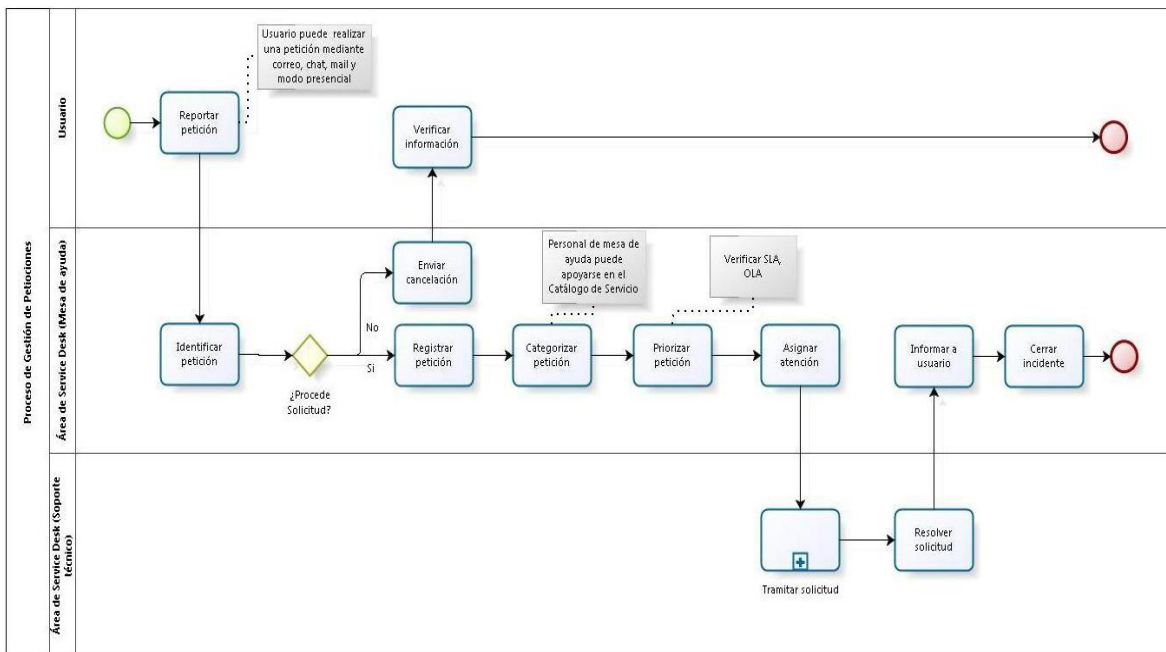 Proceso de Gestión de Petiociones
Usuario
Usuario puede realizar
una petición mediante
correo, chat, mail y
modo presencial
Reportar
petición
Verificar
información
Área de Service Desk (Mesa de ayuda)
Enviar
cancelación
Personal de mesa de
ayuda puede
apoyarse en el
Catálogo de Servicio
Verificar SLA,
OLA
Identificar
petición
¿Procede
Solicitud?
No
Si
Registrar
petición
Categorizar
petición
Priorizar
petición
Asignar
atención
Informar a
usuario
Cerrar
incidente
Área de Service Desk (Soporte
técnico)
Tramitar solicitud
Resolver
solicitud